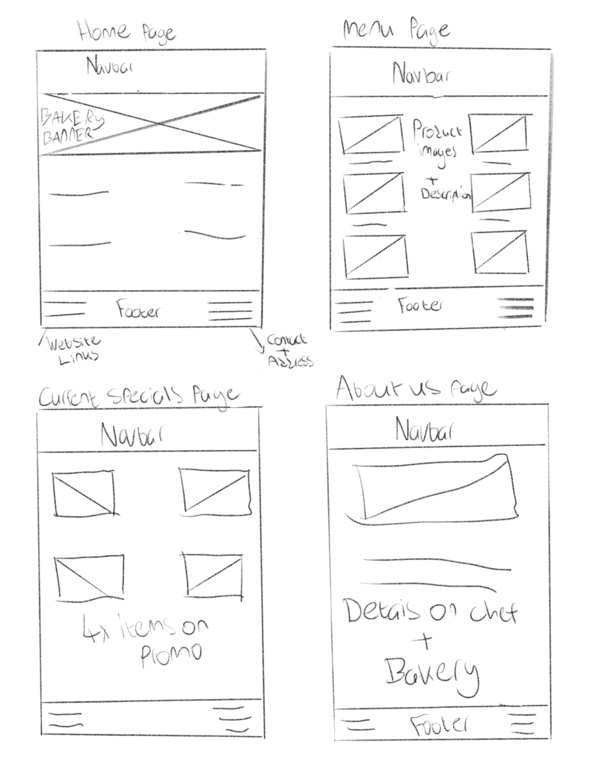 Home Page
Navbar
BAKERY
BANNER
Footer
Website
Links
Contact
+
Address
Menu Page
Navbar
Product
images
+
Description
Footer
Current Specials Page
Navbar
4x items on
Promo
About us page
Navbar
Detais on chef
+
Bakery
Footer